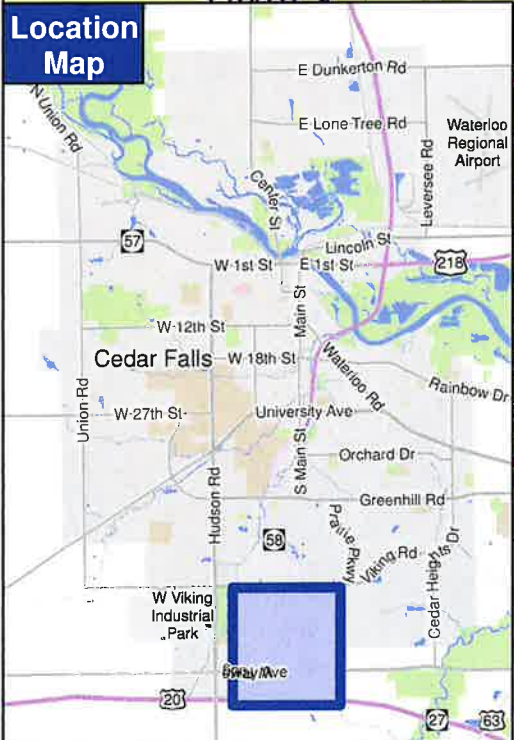 Location
Map
E Dunkerton Rd
N Union Rd
E Lone Tree Rd
Waterloo
Regional
Airport
Leversee Rd
Center St
57
Lincoln St
W 1st St
E 1st St
218
Main St
W 12th St
Cedar Falls
W 18th St
Waterloo Rd
Rainbow Dr
Union Rd
W 27th St
University Ave
S Main St
Orchard Dr
Hudson Rd
Greenhill Rd
Prairie Pkwy
58
Viking Rd
Cedar Heights Dr
W Viking
Industrial
Park
Ave
20
27
63